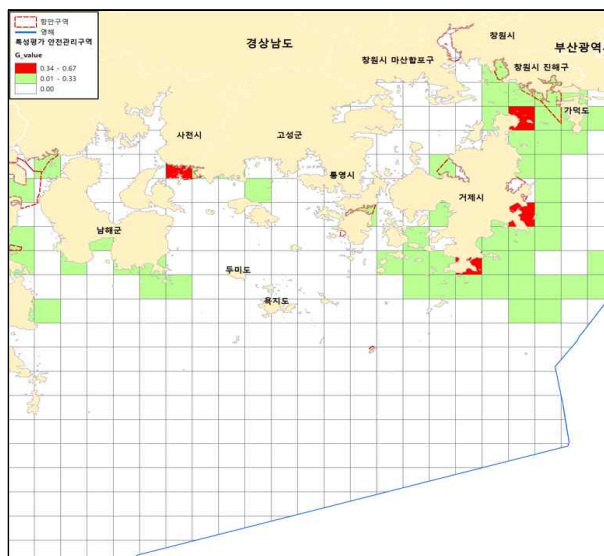 항만구역
영해
특성평가 안전관리구역
G_value
0.34 - 0.67
0.01 - 0.33
0.00
경상남도
창원시
부산광역시
창원시 마산합포구
창원시 진해구
가덕도
사천시
고성군
통영시
거제시
남해군
두미도
욕지도